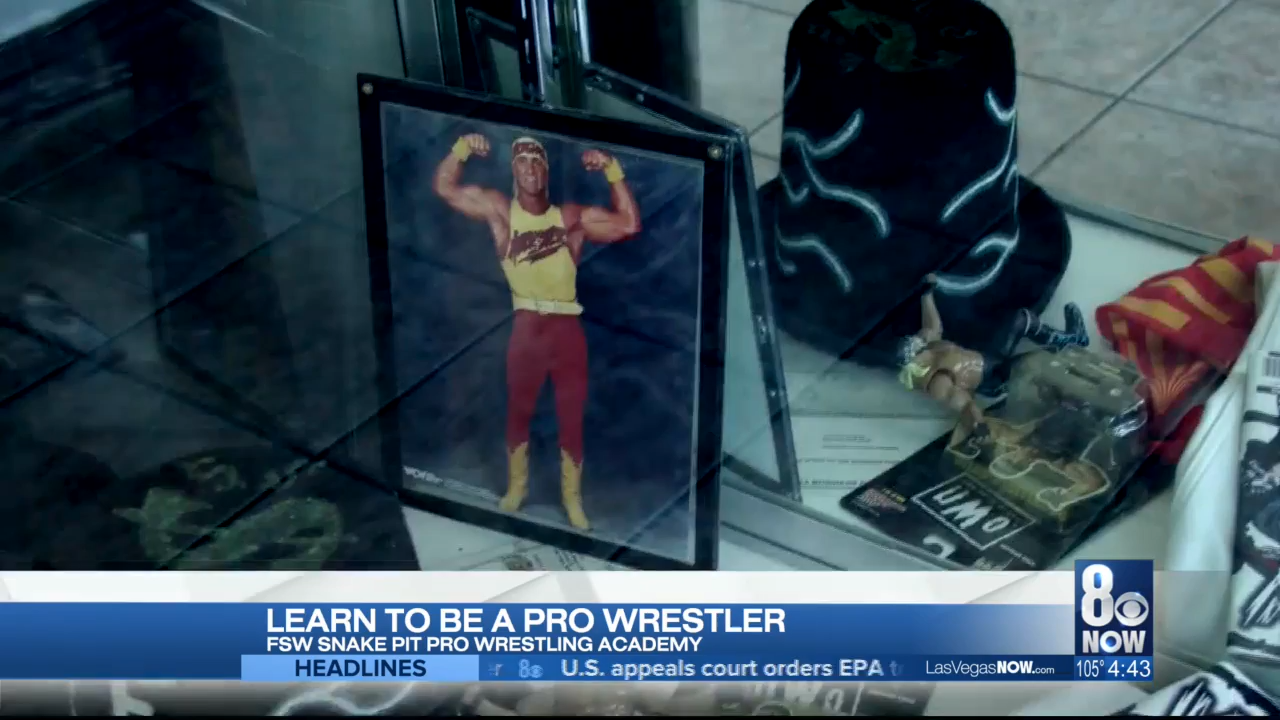 nWo
LEARN TO BE A PRO WRESTLER
FSW SNAKE PIT PRO WRESTLING ACADEMY
HEADLINES
U.S. appeals court orders EPA
LasVegasNOW.com
8
NOW
105° 4:43